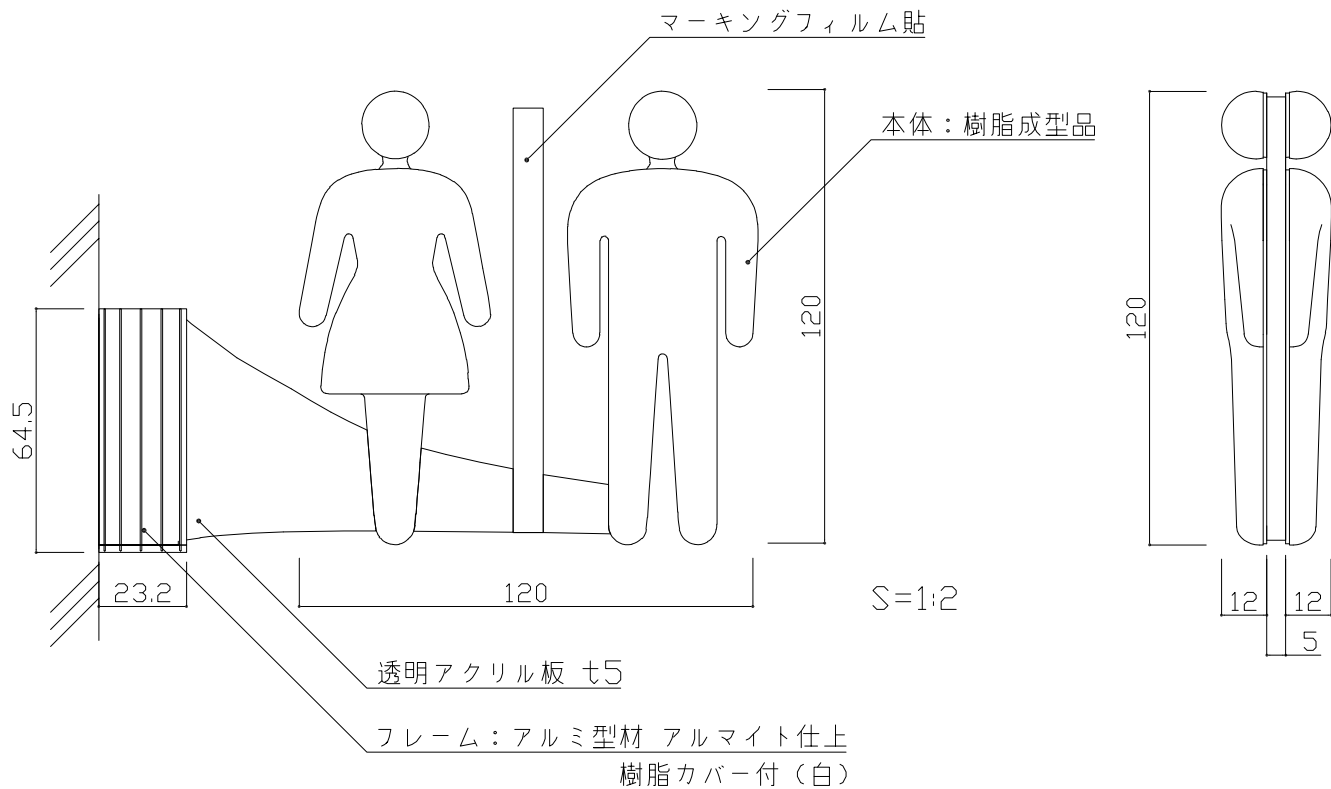 マーキングフィルム貼
本体：樹脂成型品
120
120
64.5
23.2
120
S=1:2
12
12
5
透明アクリル板 t5
フレーム：アルミ型材 アルマイト仕上
樹脂カバー付（白）